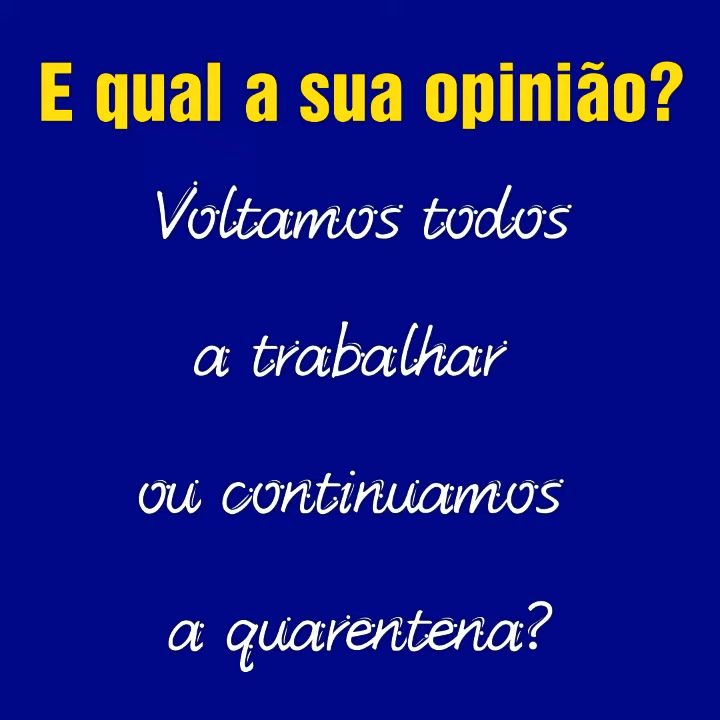 E qual a sua opinião?
Voltamos todos
a trabalhar
ou continuamos
a quarentena?